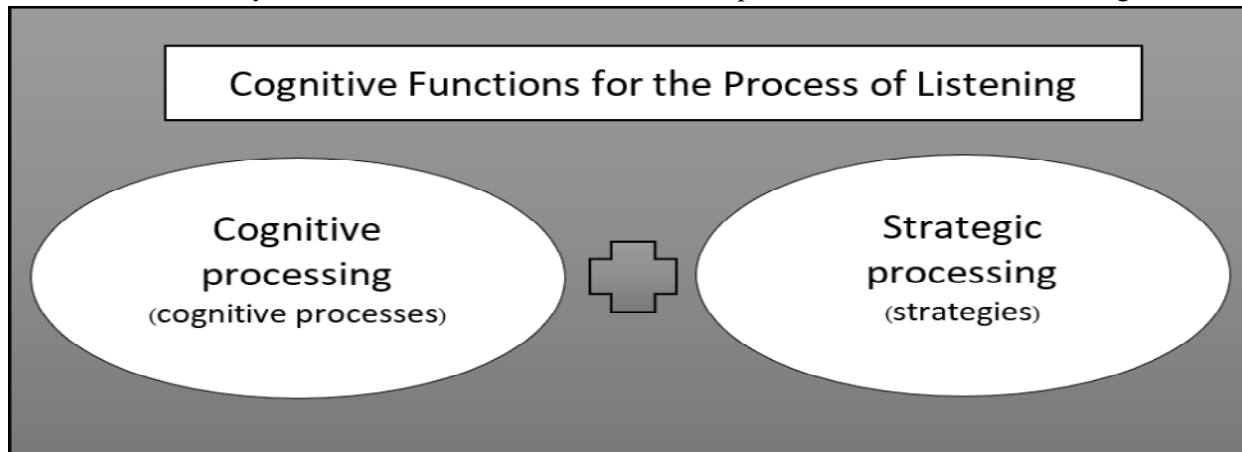 Cognitive Functions for the Process of Listening
Cognitive
processing
(cognitive processes)
Strategic
processing
(strategies)